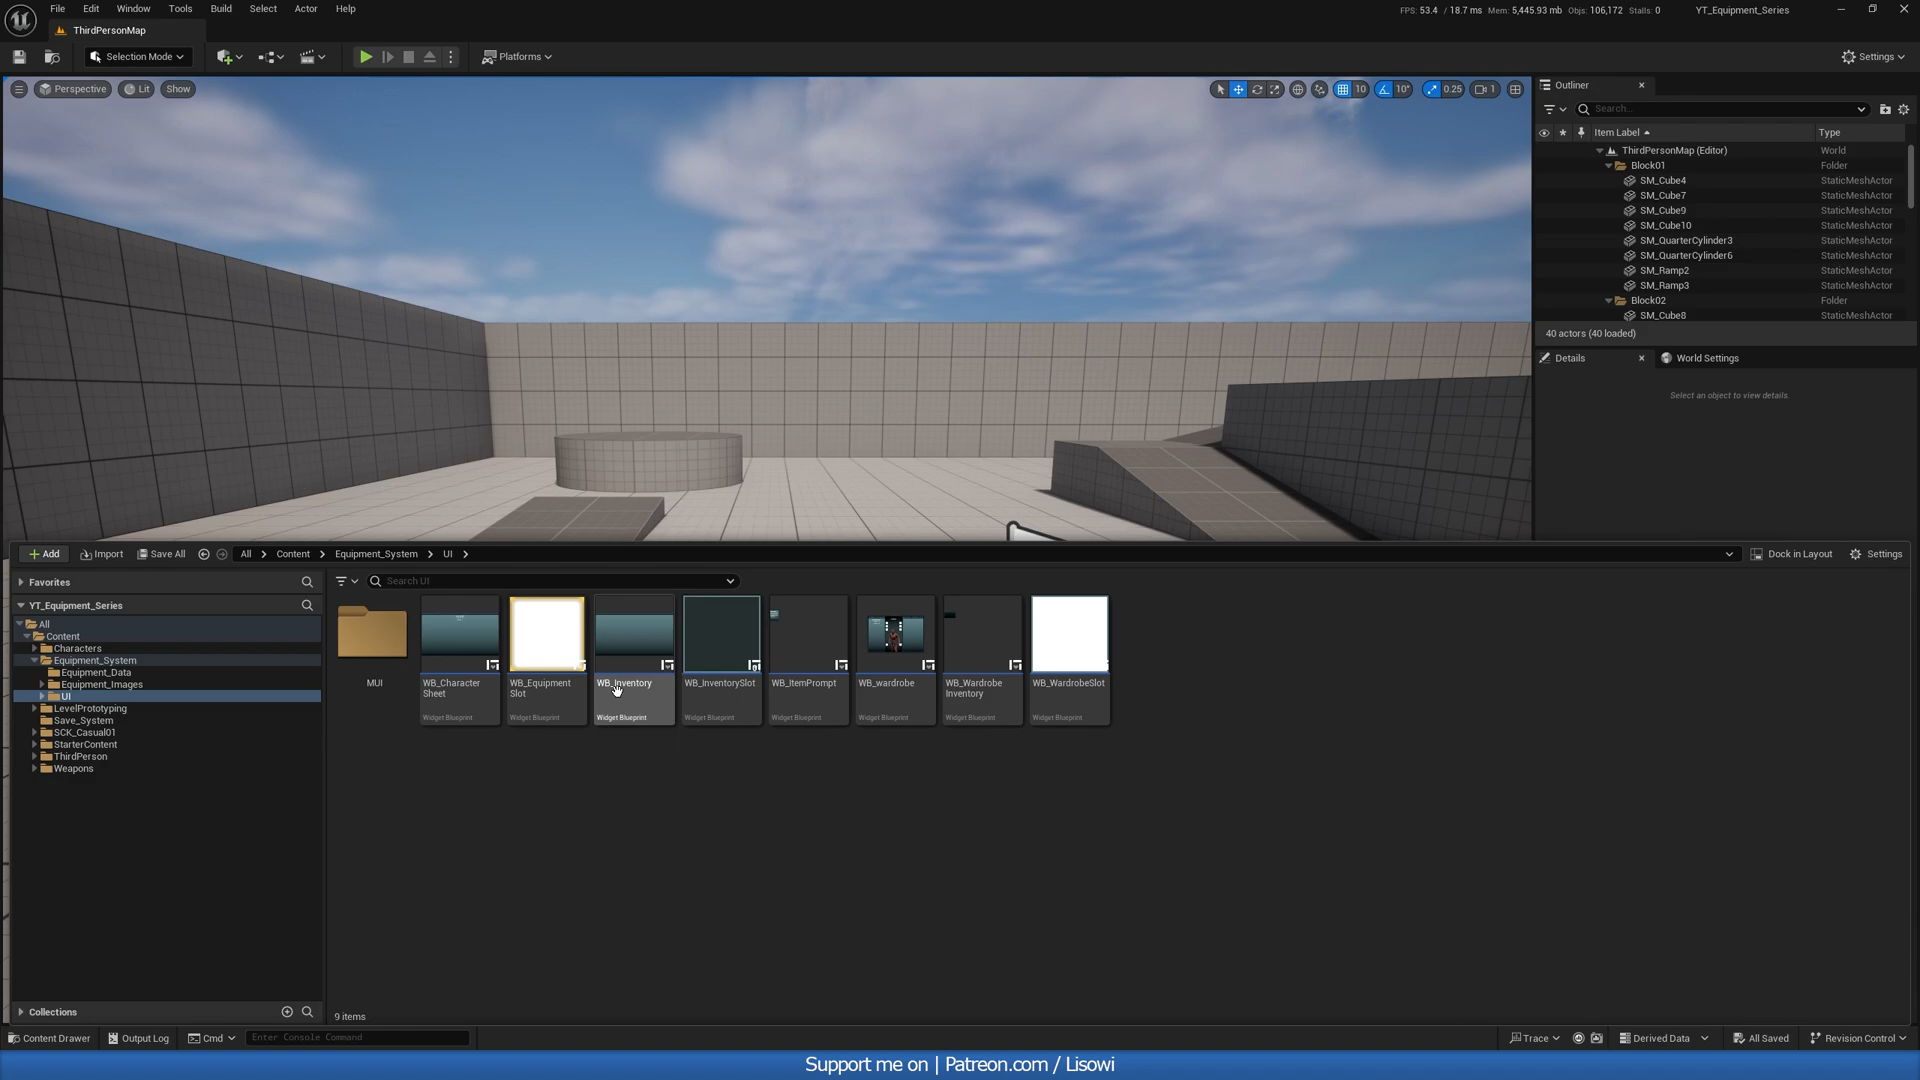 File Edit Window Tools Build Select Actor Help
FPS: 53.4 / 18.7 ms Mem: 5,445.93 mb Objs: 106,172 Stalls: 0 YT_Equipment_Series
ThirdPersonMap
Selection Mode Platforms Settings
Perspective Lit Show 10 10° 0.25 1
Outliner
Search...
Item Label Type
ThirdPersonMap (Editor) World
Block01 Folder
SM_Cube4 StaticMeshActor
SM_Cube7 StaticMeshActor
SM_Cube9 StaticMeshActor
SM_Cube10 StaticMeshActor
SM_QuarterCylinder3 StaticMeshActor
SM_QuarterCylinder6 StaticMeshActor
SM_Ramp2 StaticMeshActor
SM_Ramp3 StaticMeshActor
Block02 Folder
SM_Cube8 StaticMeshActor
40 actors (40 loaded)
Details World Settings
Select an object to view details.
Add Import Save All All Content Equipment_System UI Dock in Layout Settings
Favorites
Search UI
YT_Equipment_Series
All
Content
Characters
Equipment_System
Equipment_Data
Equipment_Images
UI
LevelPrototyping
Save_System
SCK_Casual01
StarterContent
ThirdPerson
Weapons
MUI
WB_Character
Sheet
Widget Blueprint
WB_Equipment
Slot
Widget Blueprint
WB_Inventory
Widget Blueprint
WB_InventorySlot
Widget Blueprint
WB_ItemPrompt
Widget Blueprint
WB_wardrobe
Widget Blueprint
WB_Wardrobe
Inventory
Widget Blueprint
WB_WardrobeSlot
Widget Blueprint
Collections
9 items
Content Drawer Output Log Cmd Enter Console Command Trace Derived Data All Saved Revision Control
Support me on | Patreon.com / Lisowi